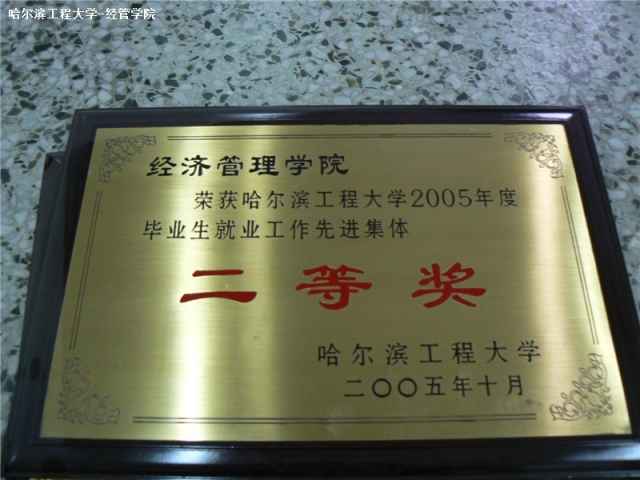 哈尔滨工程大学-经管学院
经济管理学院
荣获哈尔滨工程大学2005年度
毕业生就业工作先进集体
二等奖
哈尔滨工程大学
二〇〇五年十月